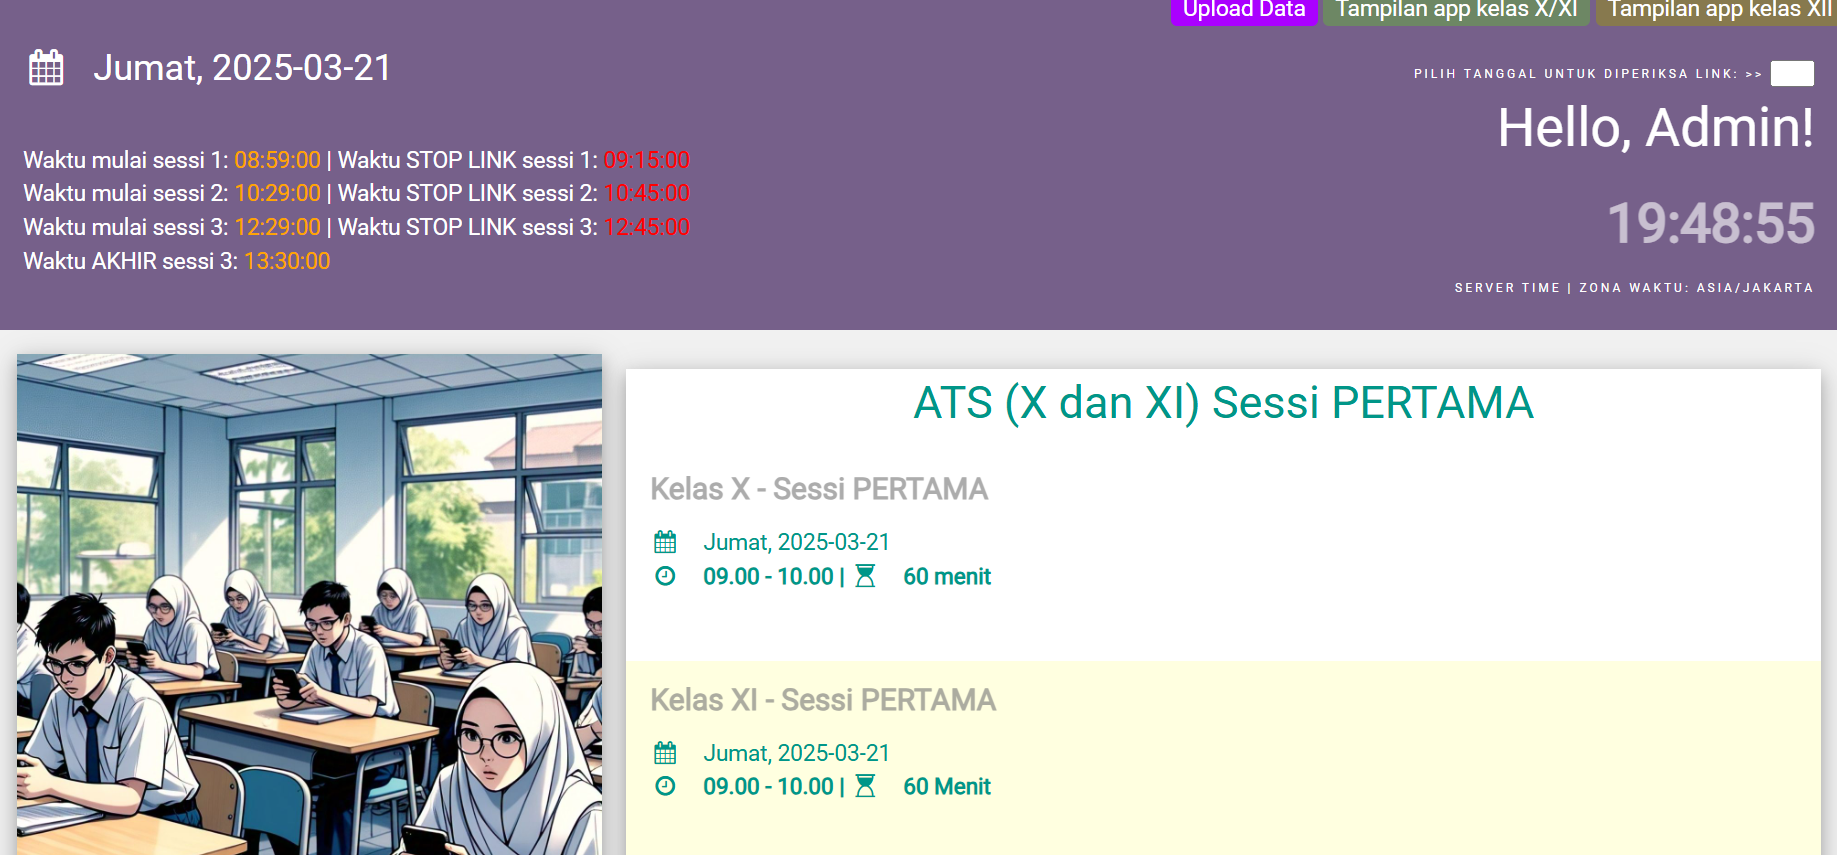 Upload Data
Tampilan app kelas X/XI
Tampilan app kelas XII
Jumat, 2025-03-21
PILIH TANGGAL UNTUK DIPERIKSA LINK: >>
Hello, Admin!
Waktu mulai sessi 1: 08:59:00 | Waktu STOP LINK sessi 1: 09:15:00
Waktu mulai sessi 2: 10:29:00 | Waktu STOP LINK sessi 2: 10:45:00
Waktu mulai sessi 3: 12:29:00 | Waktu STOP LINK sessi 3: 12:45:00
Waktu AKHIR sessi 3: 13:30:00
19:48:55
SERVER TIME | ZONA WAKTU: ASIA/JAKARTA
ATS (X dan XI) Sessi PERTAMA
Kelas X - Sessi PERTAMA
Jumat, 2025-03-21
09.00 - 10.00 | 60 menit
Kelas XI - Sessi PERTAMA
Jumat, 2025-03-21
09.00 - 10.00 | 60 Menit